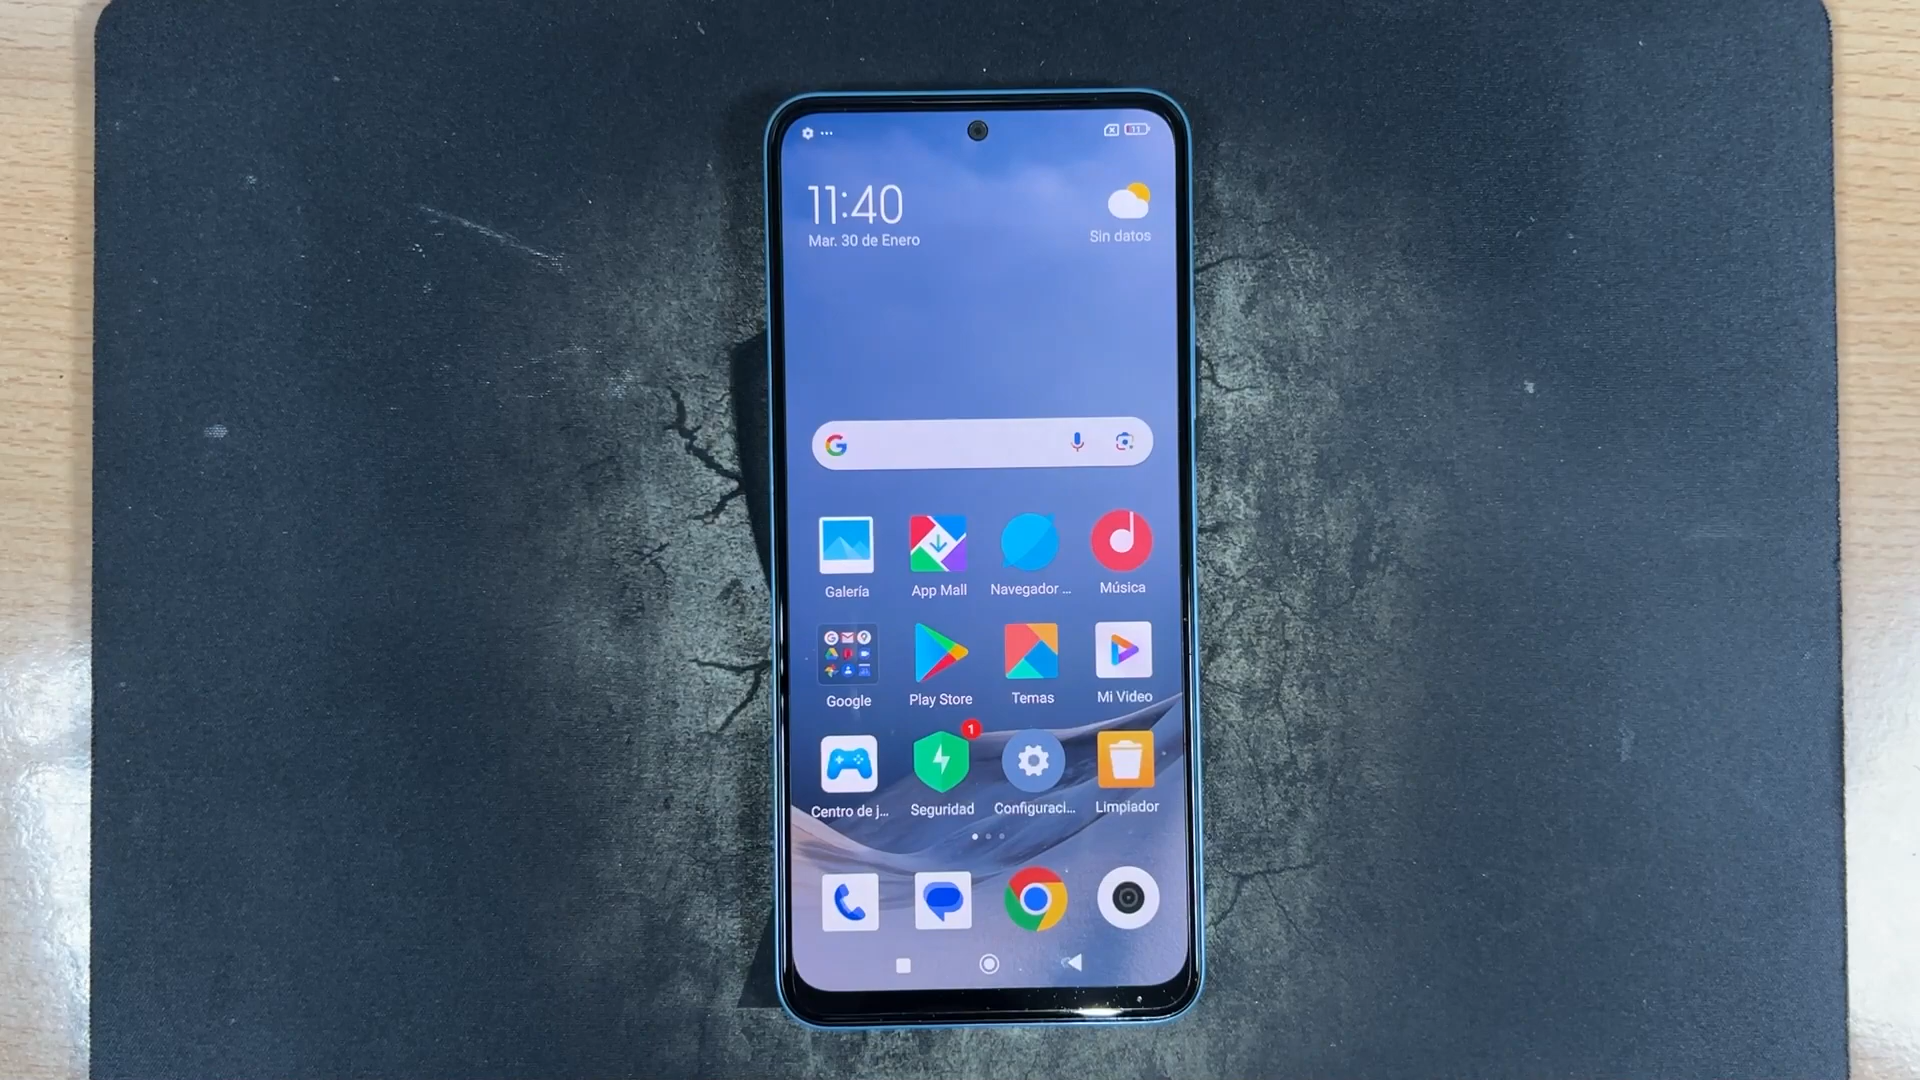 11
11:40
Mar. 30 de Enero
Sin datos
Galería
App Mall
Navegador ...
Música
Google
Play Store
Temas
Mi Video
1
Centro de j...
Seguridad
Configuraci...
Limpiador